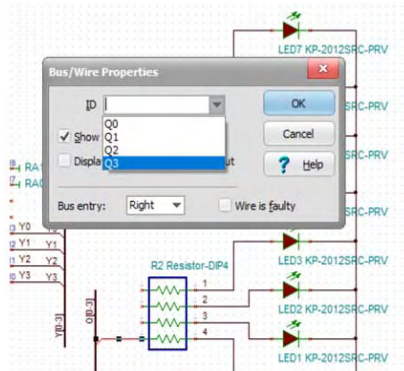 LED7 KP-2012SRC-PRV
Bus/Wire Properties
ID
OK
SRC-PRV
Q0
Q1
Q2
Q3
Show
Cancel
Displa
ut
Help
SRC-PRV
RA1
RA0
Bus entry:
Right
Wire is faulty
SRC-PRV
Y0 Y0
Y1 Y1
Y2 Y2
Y3 Y3
R2 Resistor-DIP4
LED3 KP-2012SRC-PRV
1
2
3
4
LED2 KP-2012SRC-PRV
Y[0-3]
Q[0-3]
LED1 KP-2012SRC-PRV